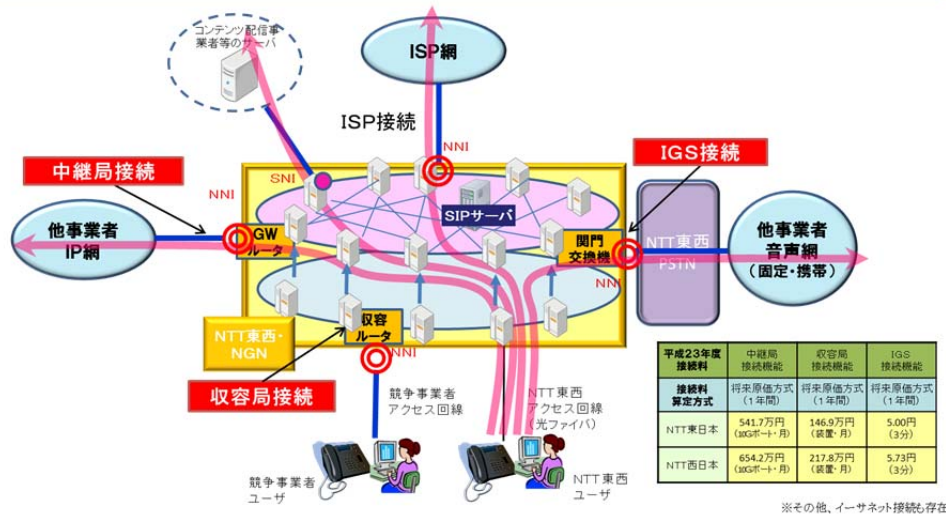 コンテンツ配信事
業者等のサーバ
ISP網
ISP接続
NNI
IGS接続
中継局接続
NNI
SNI
SIPサーバ
他事業者
IP網
GW
ルータ
関門
交換機
NTT東西
PSTN
他事業者
音声網
(固定・携帯)
NNI
NTT東西・
NGN
収容
ルータ
NNI
収容局接続
競争事業者
アクセス回線
NTT東西
アクセス回線
(光ファイバ)
競争事業者
ユーザ
NTT東西
ユーザ
平成23年度
接続料
中継局
接続機能
収容局
接続機能
IGS
接続機能
接続料
算定方式
将来原価方式
(1年間)
将来原価方式
(1年間)
将来原価方式
(1年間)
NTT東日本
541.7万円
(10Gポート・月)
146.9万円
(装置・月)
5.00円
(3分)
NTT西日本
654.2万円
(10Gポート・月)
217.8万円
(装置・月)
5.73円
(3分)
※その他、イーサネット接続も存在